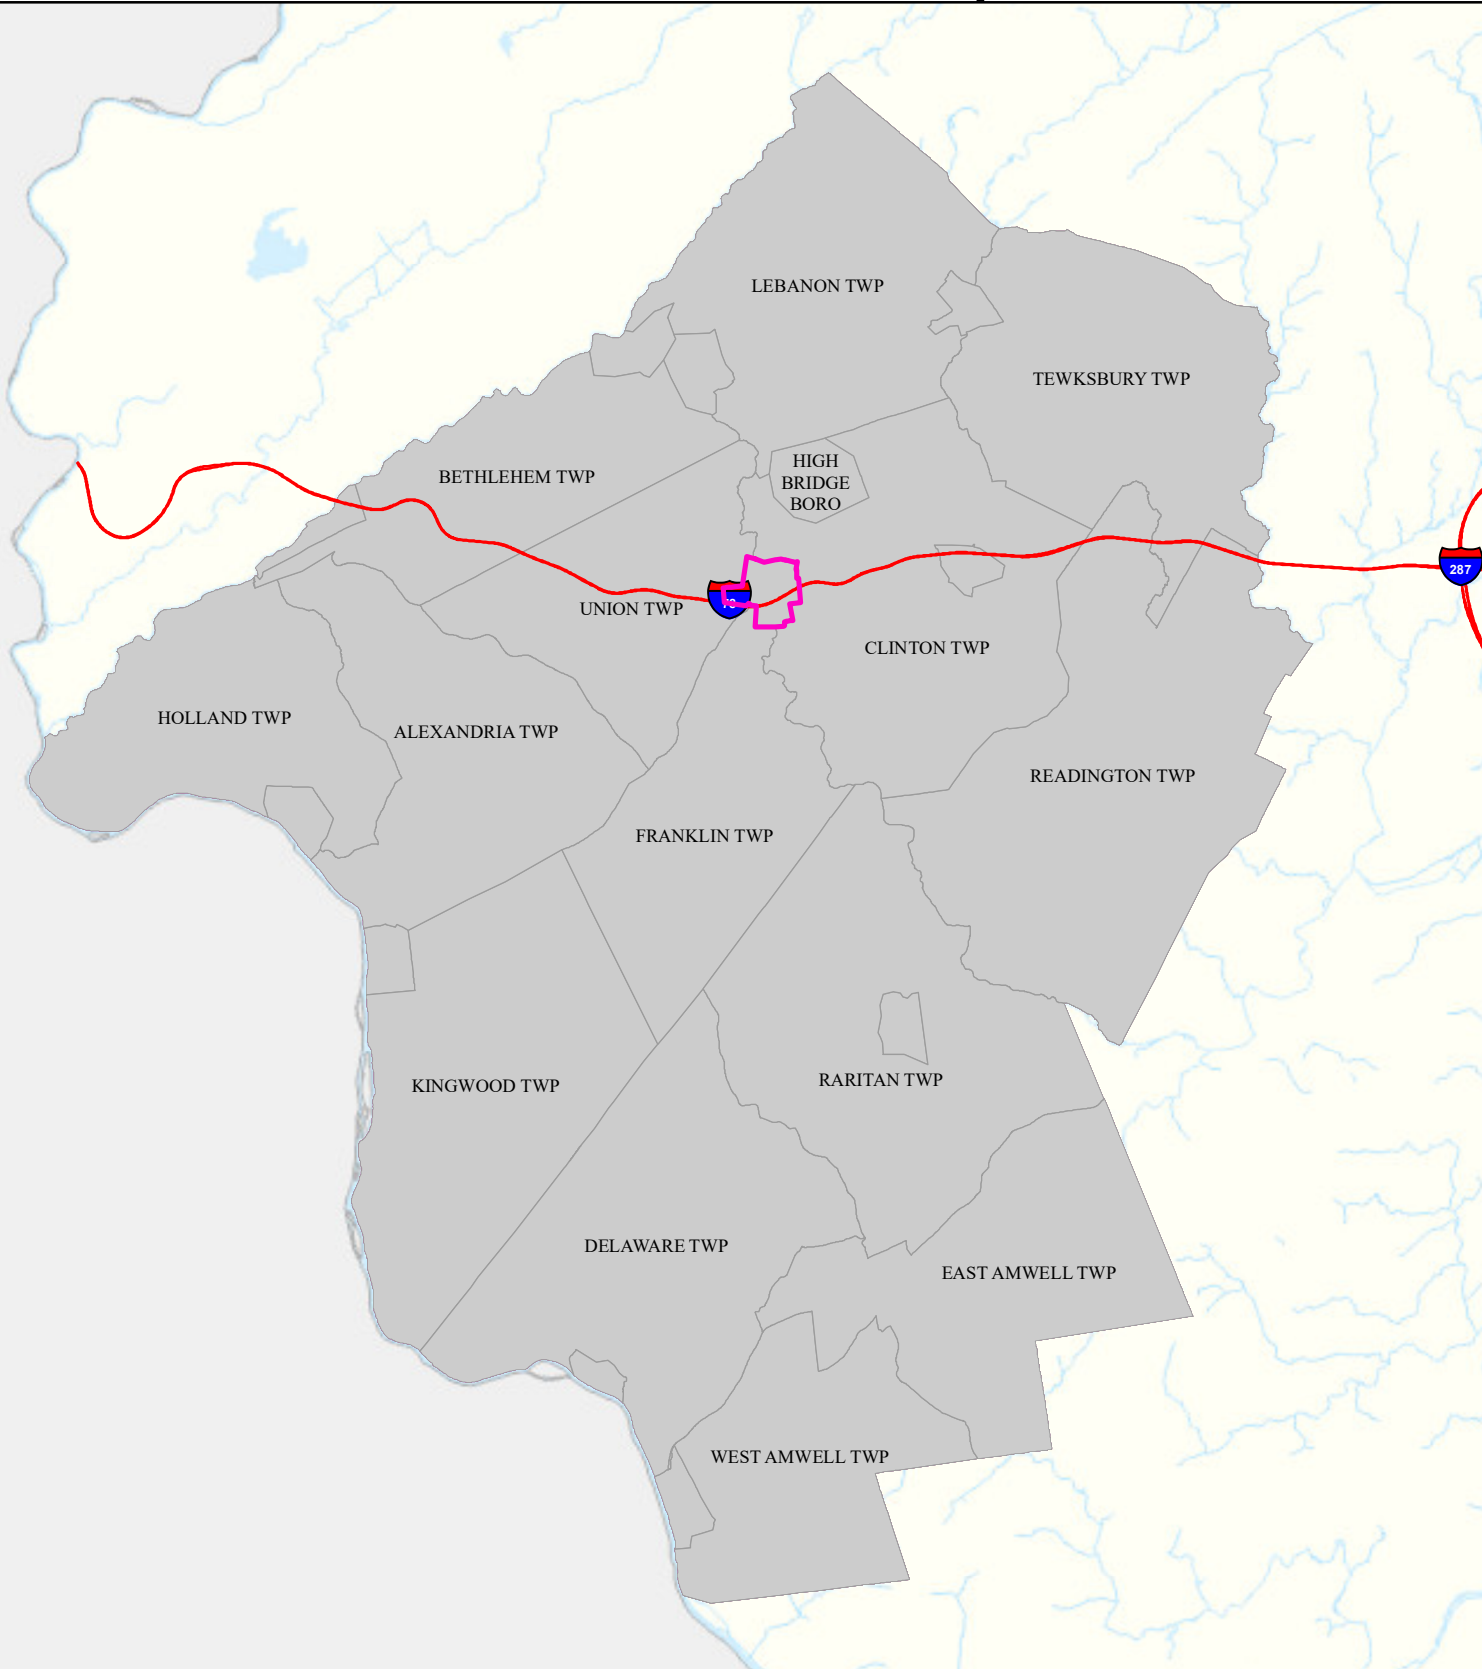 LEBANON TWP
TEWKSBURY TWP
HIGH
BRIDGE
BORO
BETHLEHEM TWP
287
UNION TWP
CLINTON TWP
HOLLAND TWP
ALEXANDRIA TWP
READINGTON TWP
FRANKLIN TWP
RARITAN TWP
KINGWOOD TWP
DELAWARE TWP
EAST AMWELL TWP
WEST AMWELL TWP